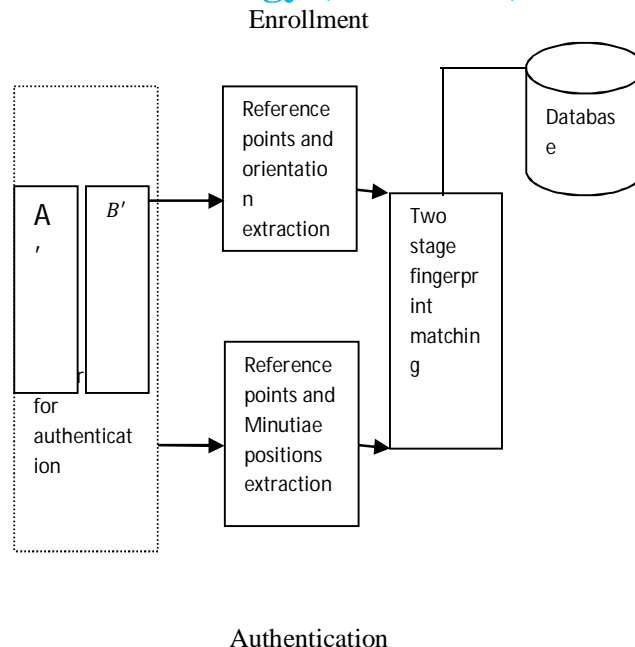 Enrollment
Reference
points and
orientatio
n
extraction
Databas
e
A
′
B′
Two
stage
fingerpr
int
matchin
g
for
authenticat
ion
Reference
points and
Minutiae
positions
extraction
Authentication